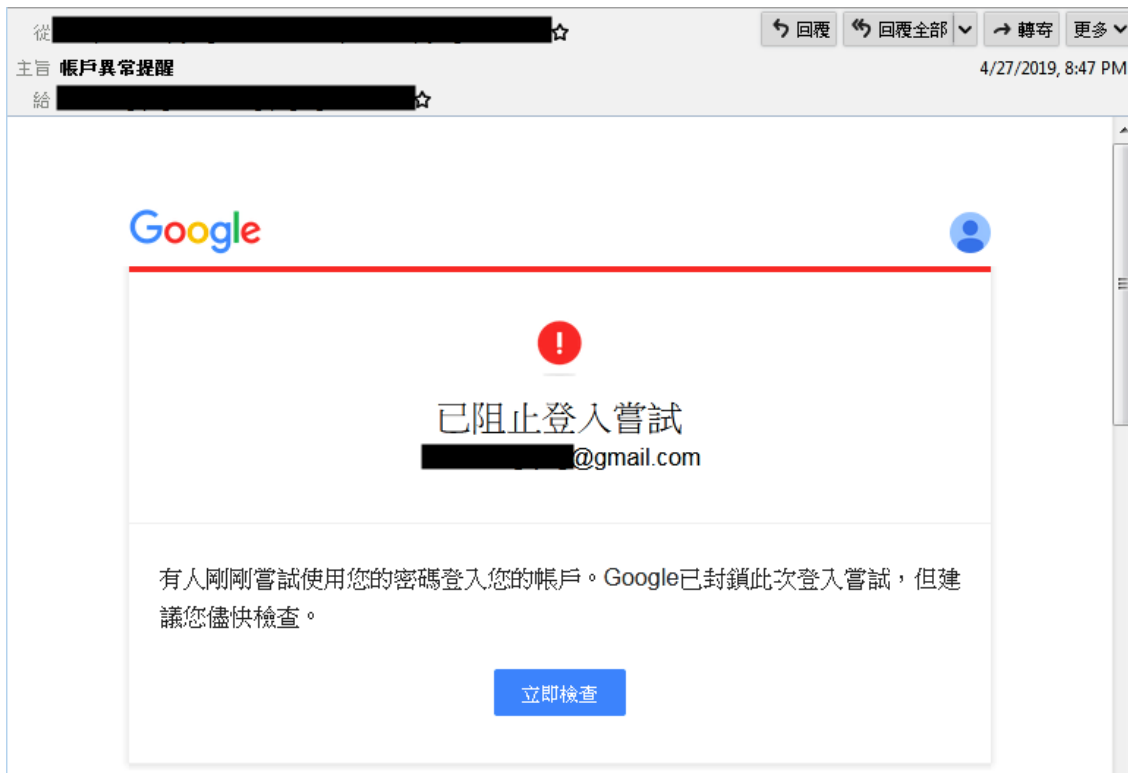 從 回覆 回覆全部 轉寄 更多
主旨 帳戶異常提醒 4/27/2019, 8:47 PM
給
Google
已阻止登入嘗試
@gmail.com
有人剛剛嘗試使用您的密碼登入您的帳戶。Google已封鎖此次登入嘗試，但建
議您儘快檢查。
立即檢查